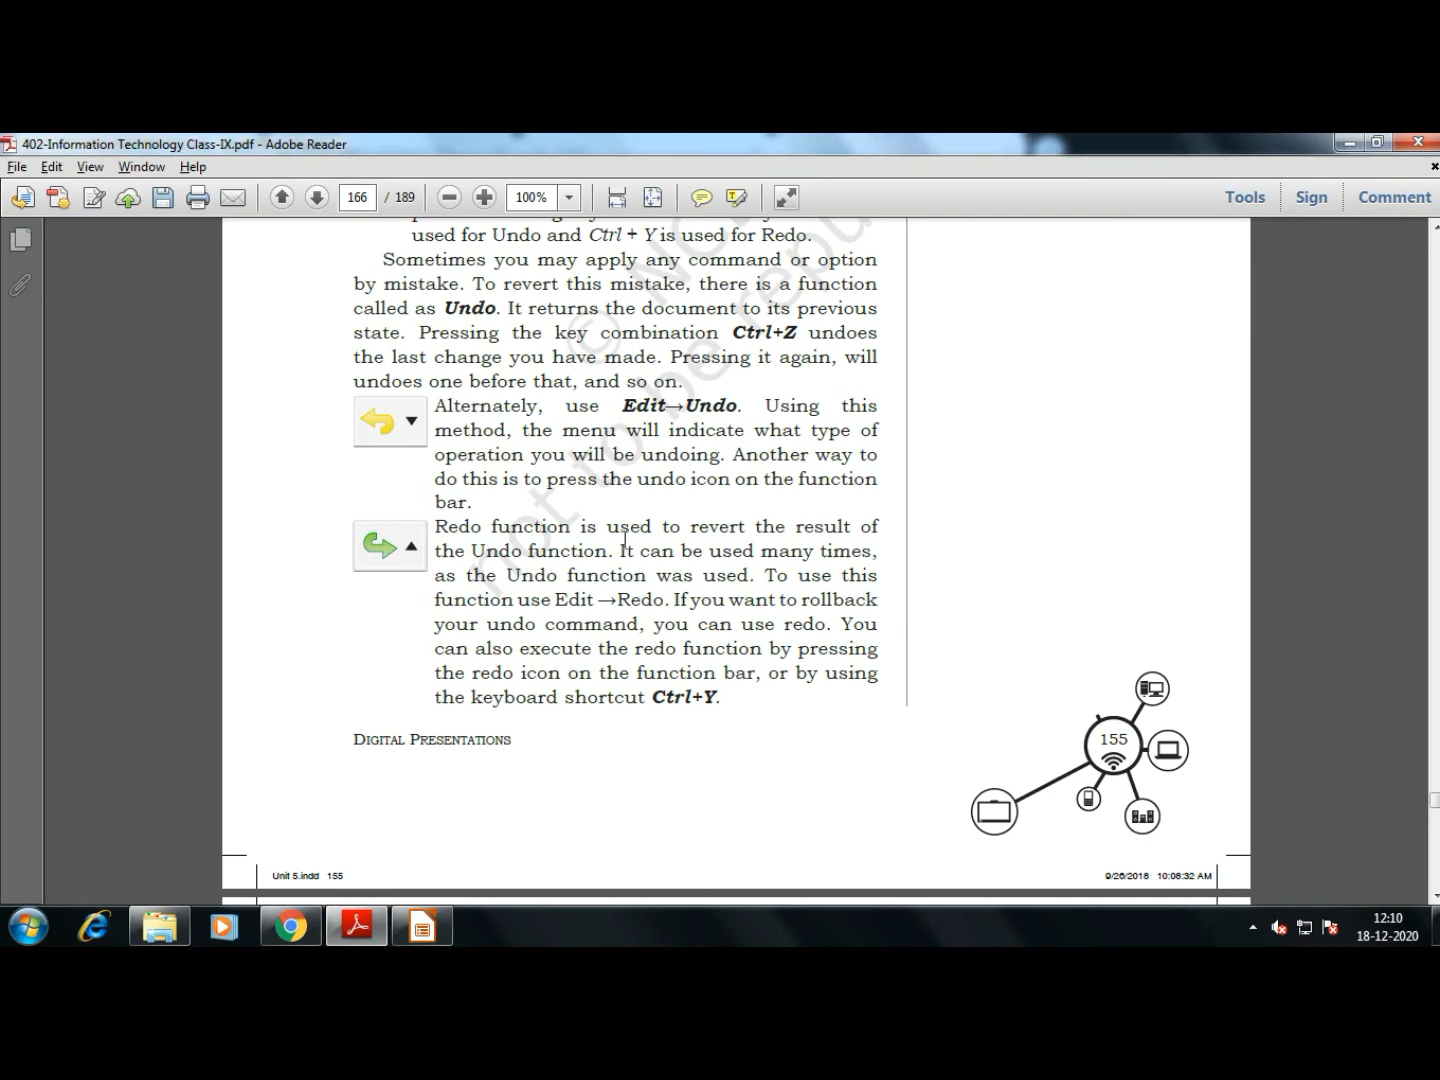 402-Information Technology Class-IX.pdf - Adobe Reader
File Edit View Window Help
166 / 189 100% Tools Sign Comment
used for Undo and Ctrl + Y is used for Redo.
Sometimes you may apply any command or option
by mistake. To revert this mistake, there is a function
called as Undo. It returns the document to its previous
state. Pressing the key combination Ctrl+Z undoes
the last change you have made. Pressing it again, will
undoes one before that, and so on.
Alternately, use Edit→Undo. Using this
method, the menu will indicate what type of
operation you will be undoing. Another way to
do this is to press the undo icon on the function
bar.
Redo function is used to revert the result of
the Undo function. It can be used many times,
as the Undo function was used. To use this
function use Edit →Redo. If you want to rollback
your undo command, you can use redo. You
can also execute the redo function by pressing
the redo icon on the function bar, or by using
the keyboard shortcut Ctrl+Y.
DIGITAL PRESENTATIONS
155
Unit 5.indd 155
9/26/2018 10:08:32 AM
not to be
12:10
18-12-2020